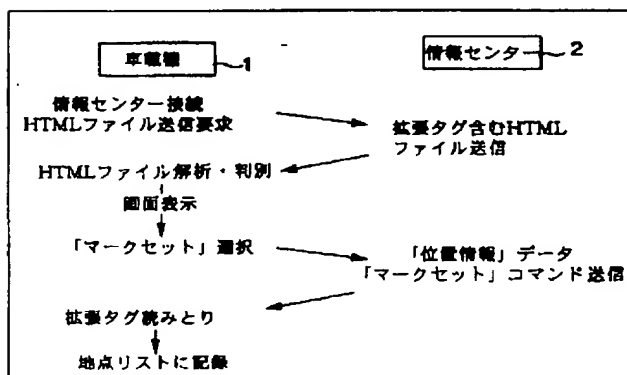 車載機 1
情報センタ 2
情報センター接続
HTMLファイル送信要求
拡張タグ含むHTML
ファイル送信
HTMLファイル解析・判別
画面表示
「マークセット」選択
「位置情報」データ
「マークセット」コマンド送信
拡張タグ読みとり
地点リストに記録